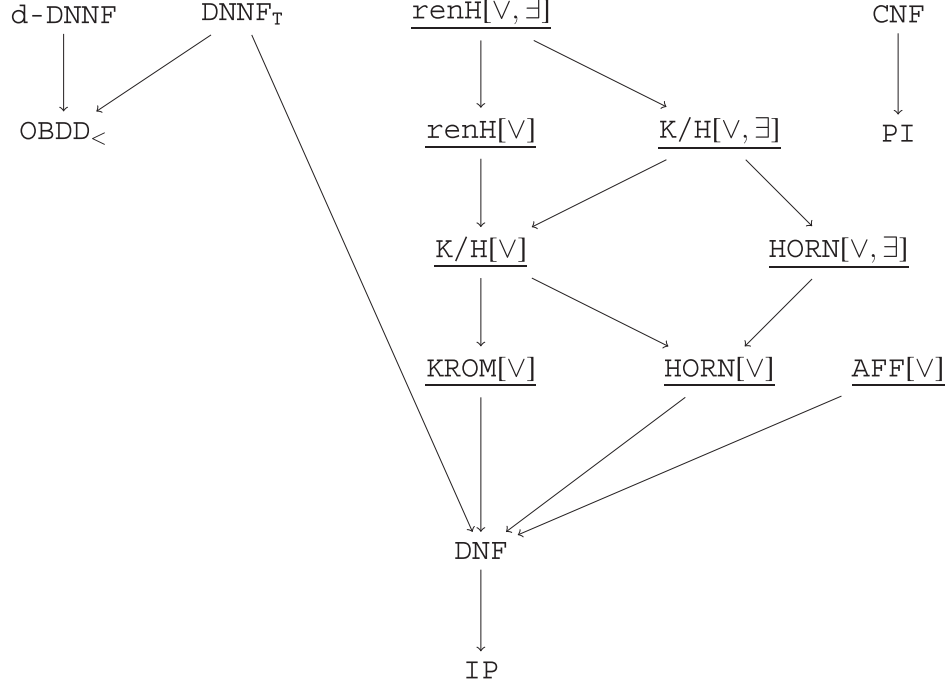 d-DNNF DNNF_T renH[∨, ∃] CNF
OBDD_< renH[∨] K/H[∨, ∃] PI
K/H[∨] HORN[∨, ∃]
KROM[∨] HORN[∨] AFF[∨]
DNF
IP